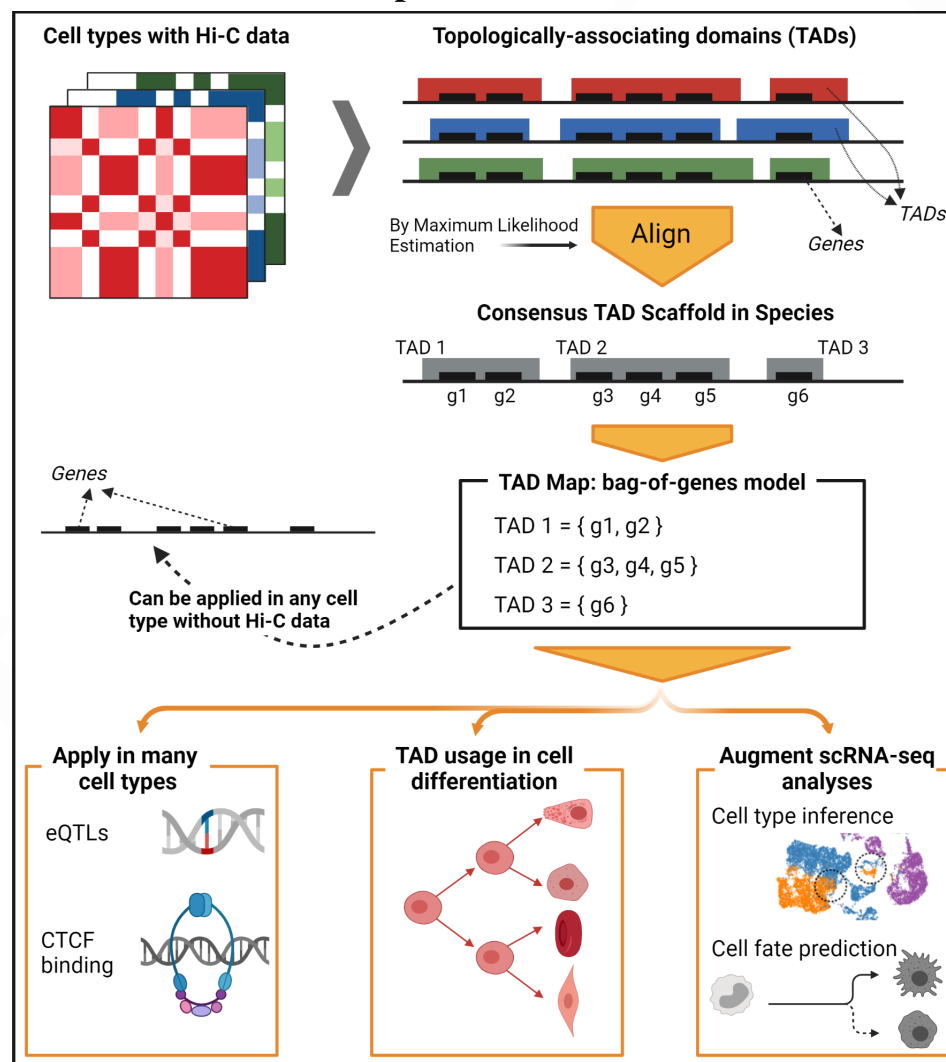 Cell types with Hi-C data
Topologically-associating domains (TADs)
TADs
By Maximum Likelihood
Estimation
Align
Genes
Consensus TAD Scaffold in Species
TAD 1
TAD 2
TAD 3
g1
g2
g3
g4
g5
g6
Genes
TAD Map: bag-of-genes model
TAD 1 = { g1, g2 }
TAD 2 = { g3, g4, g5 }
TAD 3 = { g6 }
Can be applied in any cell
type without Hi-C data
Apply in many
cell types
eQTLs
CTCF
binding
TAD usage in cell
differentiation
Augment scRNA-seq
analyses
Cell type inference
Cell fate prediction